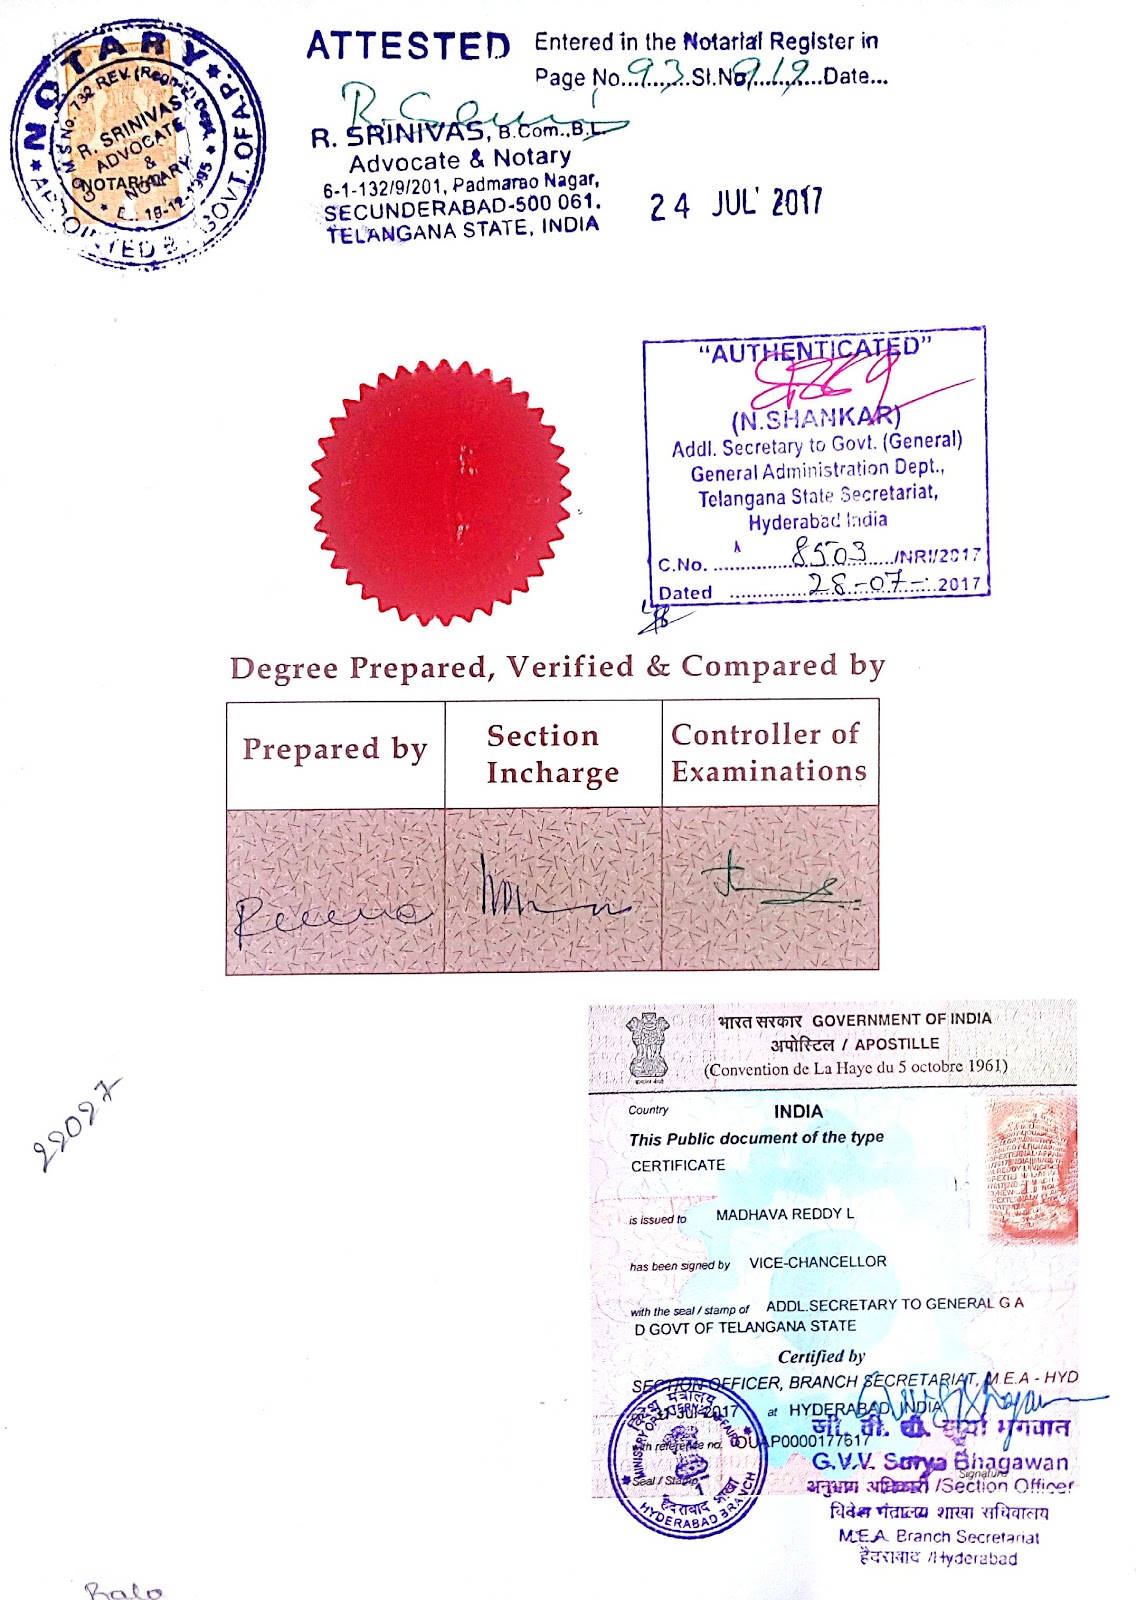 NOTARY
APPOINTED BY GOVT. OF A.P.
G.O.M.S No. 732 REV. (Regn
R. SRINIVAS
ADVOCATE
&
NOTARY
NOTARIAL
18-12-1995
ATTESTED
Entered in the Notarial Register in
Page No...93......Sl.No919......Date...
R. SRINIVAS, B.Com.,B.L.
Advocate & Notary
6-1-132/9/201, Padmarao Nagar,
SECUNDERABAD-500 061.
TELANGANA STATE, INDIA
24 JUL' 2017
"AUTHENTICATED"
(N.SHANKAR)
Addl. Secretary to Govt. (General)
General Administration Dept.,
Telangana State Secretariat,
Hyderabad India
C.No. ............8503..../NRI/2017
Dated ............28-07-.2017
Degree Prepared, Verified & Compared by
Prepared by
Section
Incharge
Controller of
Examinations
22027
भारत सरकार GOVERNMENT OF INDIA
अपोस्टिल / APOSTILLE
(Convention de La Haye du 5 octobre 1961)
Country INDIA
This Public document of the type
CERTIFICATE
is issued to MADHAVA REDDY L
has been signed by VICE-CHANCELLOR
with the seal / stamp of ADDL.SECRETARY TO GENERAL G A
D GOVT OF TELANGANA STATE
Certified by
SECTION OFFICER, BRANCH SECRETARIAT, M.E.A - HYD
Jul-2017 at HYDERABAD, INDIA
with reference no. OUAP0000177617
Seal / Stamp
Signature
विदेश मंत्रालय
MINISTRY OF EXTERNAL AFFAIRS
हैदराबाद शाखा
HYDERABAD BRANCH
जी. वी. वी. सूर्या भगवान
G.V.V. Surya Bhagawan
अनुभाग अधिकारी /Section Officer
विदेश मंत्रालय शाखा सचिवालय
M.E.A. Branch Secretariat
हैदराबाद /Hyderabad